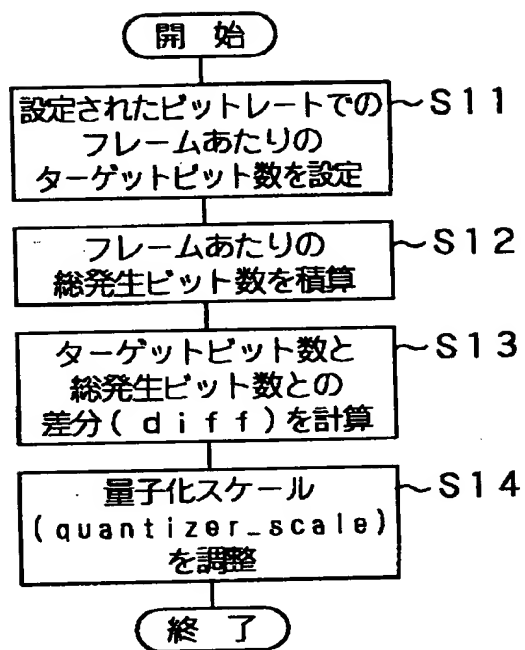 開 始
設定されたビットレートでの ～S11
フレームあたりの
ターゲットビット数を設定
フレームあたりの ～S12
総発生ビット数を積算
ターゲットビット数と ～S13
総発生ビット数との
差分(diff)を計算
量子化スケール ～S14
(quantizer_scale)
を調整
終 了